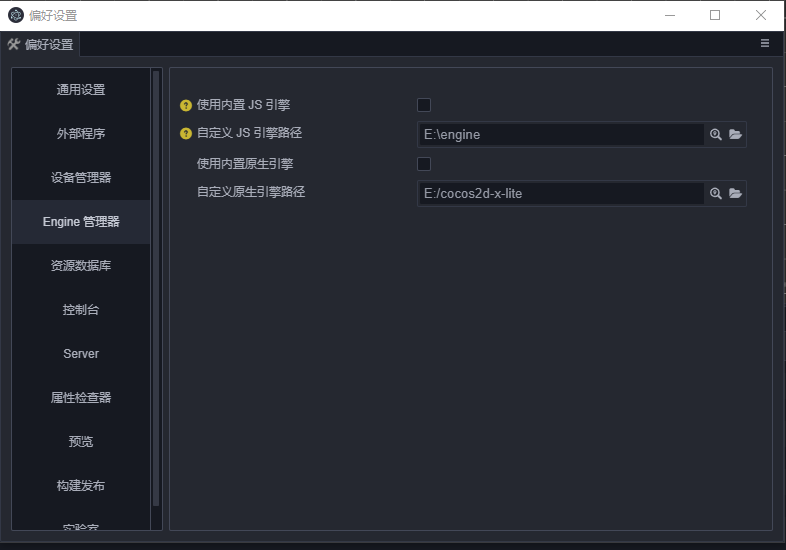 偏好设置
偏好设置
通用设置
外部程序
设备管理器
Engine 管理器
资源数据库
控制台
Server
属性检查器
预览
构建发布
实验室
使用内置 JS 引擎
自定义 JS 引擎路径
E:\engine
使用内置原生引擎
自定义原生引擎路径
E:/cocos2d-x-lite